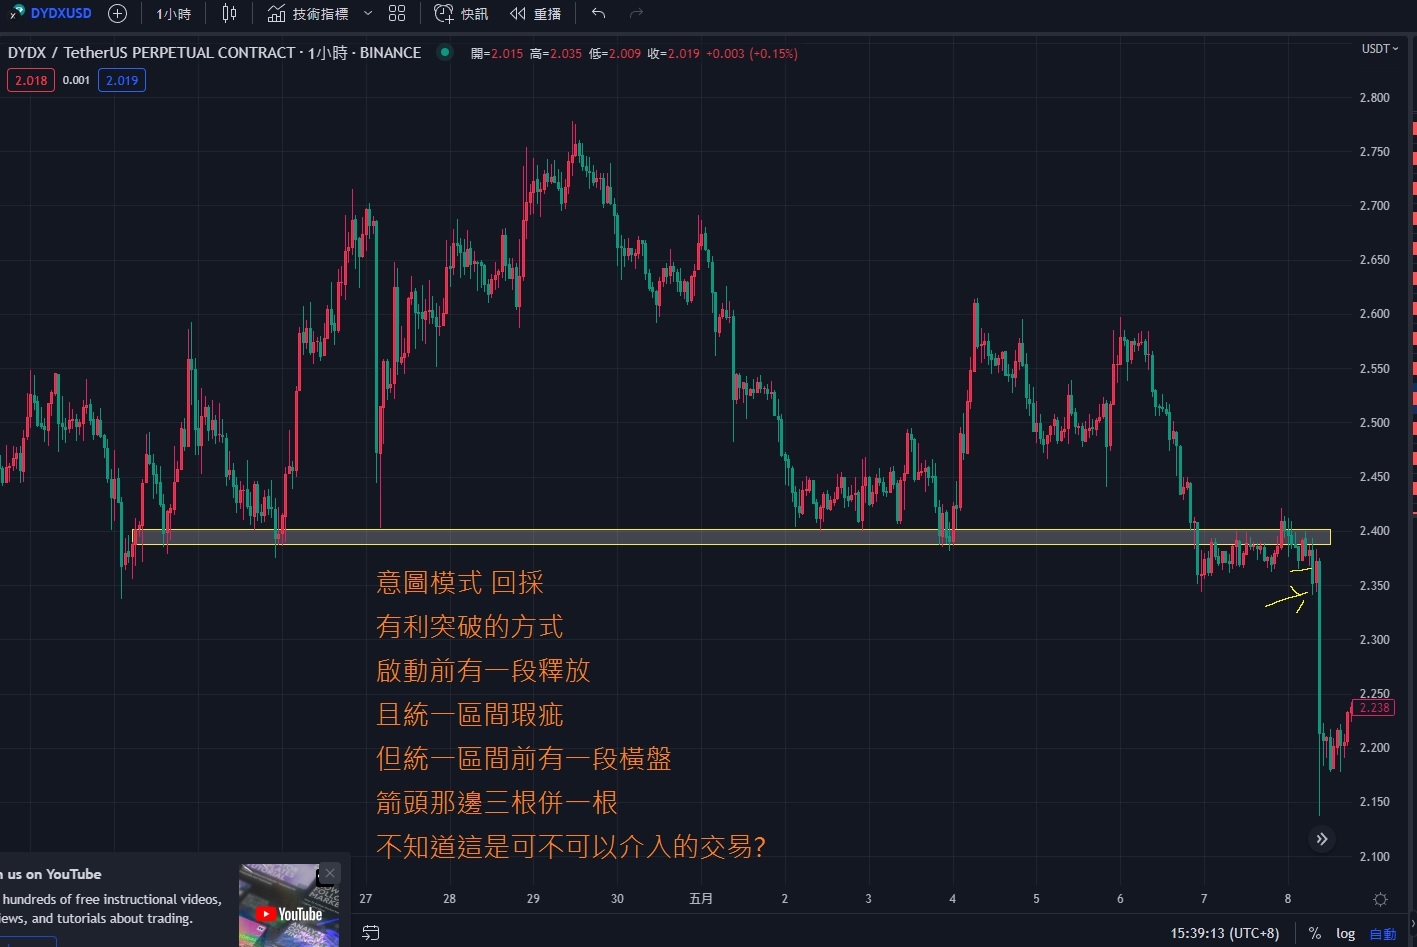 DYDXUSD
1小時
技術指標
快訊
重播
DYDX / TetherUS PERPETUAL CONTRACT · 1小時 · BINANCE
開=2.015 高=2.035 低=2.009 收=2.019 +0.003 (+0.15%)
USDT
2.018 0.001 2.019
2.800
2.750
2.700
2.650
2.600
2.550
2.500
2.450
2.400
2.350
2.300
2.250
2.238
2.200
2.150
2.100
意圖模式 回採
有利突破的方式
啟動前有一段釋放
且統一區間瑕疵
但統一區間前有一段橫盤
箭頭那邊三根併一根
不知道這是可不可以介入的交易?
us on YouTube
hundreds of free instructional videos,
and tutorials about trading.
YouTube
27 28 29 30 五月 2 3 4 5 6 7 8
15:39:13 (UTC+8) % log 自動